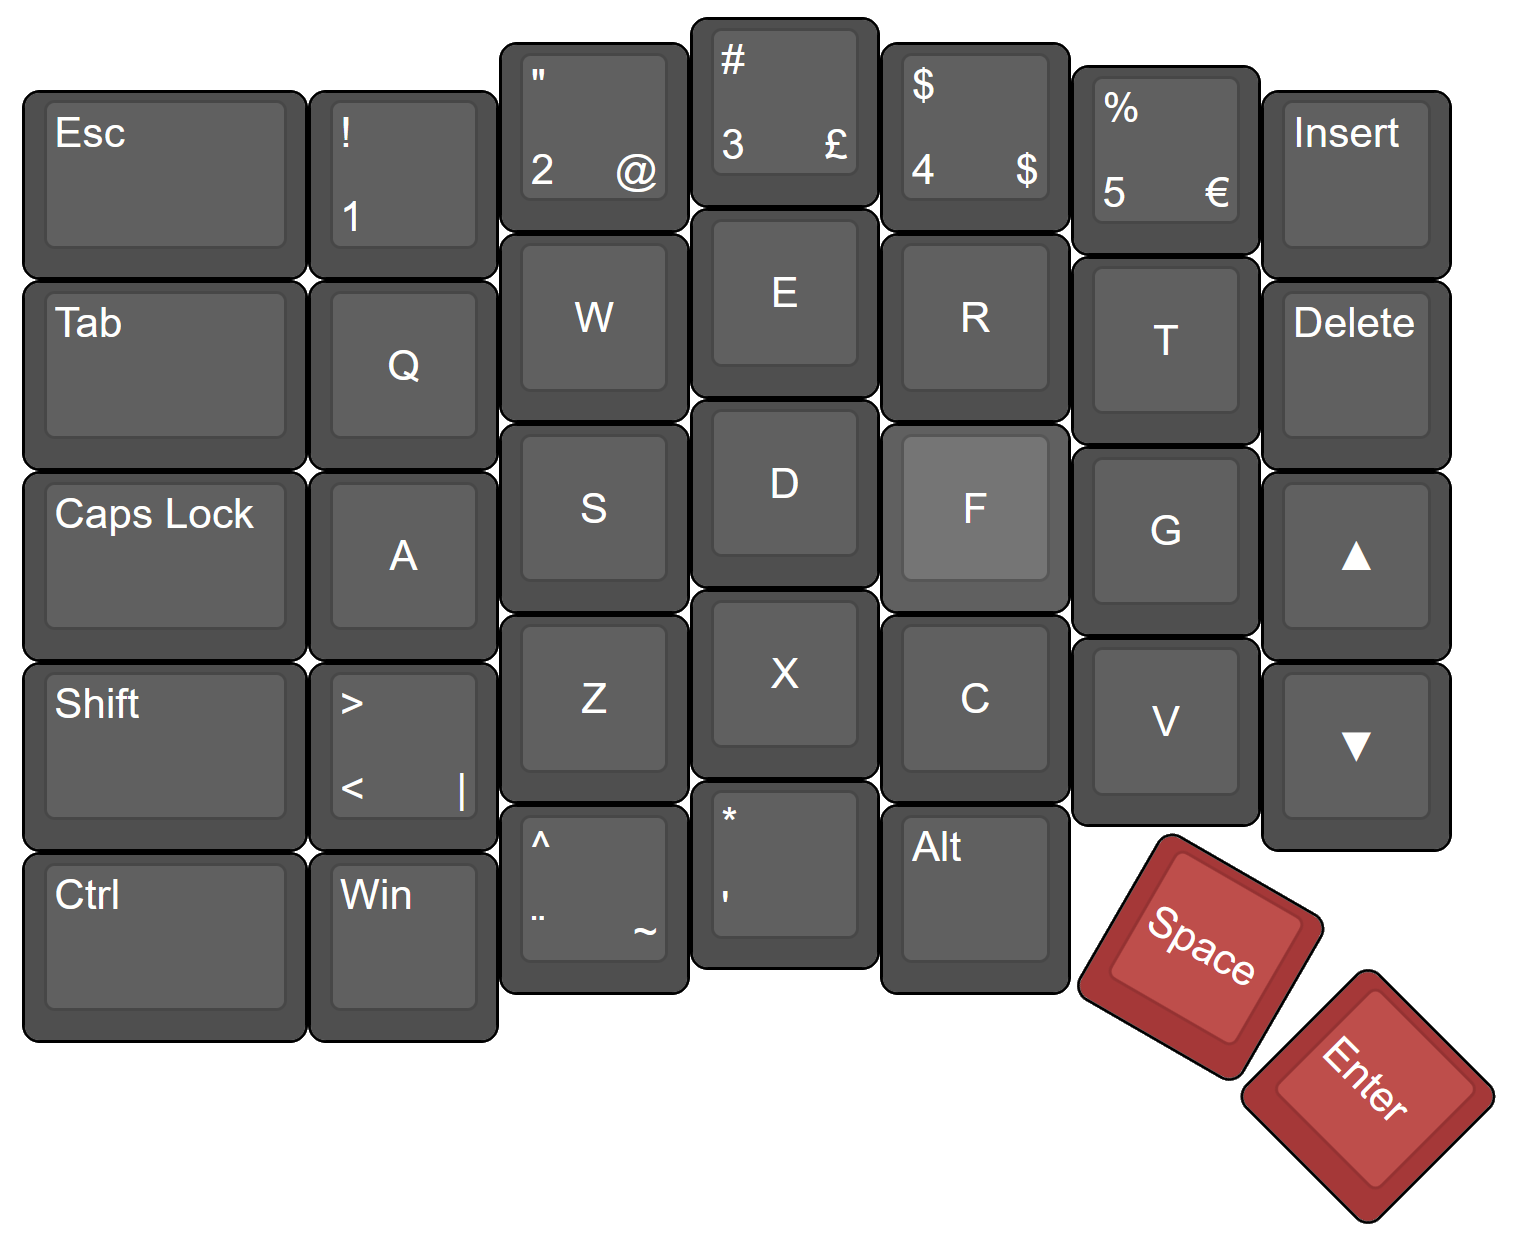 Esc
!
1
"
2 @
#
3 £
$
4 $
%
5 €
Insert
Tab
Q
W
E
R
T
Delete
Caps Lock
A
S
D
F
G
▲
Shift
>
< |
Z
X
C
V
▼
Ctrl
Win
^
¨ ~
*
'
Alt
Space
Enter